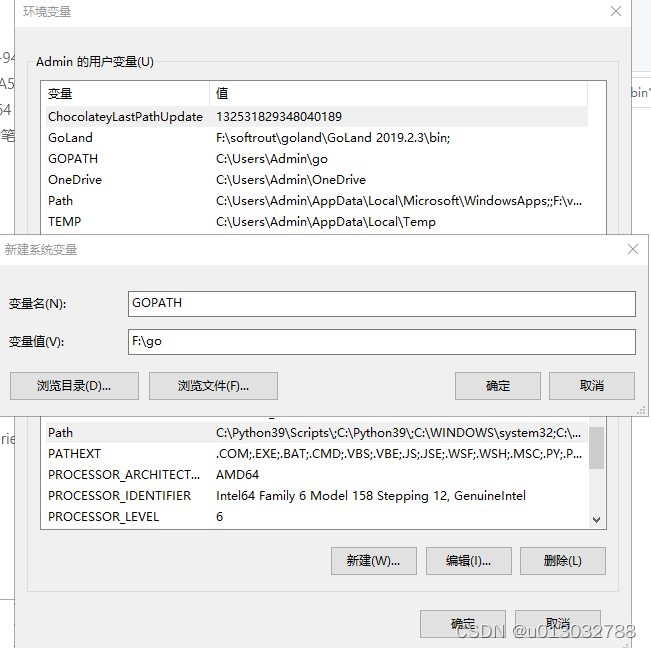 环境变量
-94
A5
54
笔
bin'
Admin 的用户变量(U)
变量 值
ChocolateyLastPathUpdate 132531829348040189
GoLand F:\softrout\goland\GoLand 2019.2.3\bin;
GOPATH C:\Users\Admin\go
OneDrive C:\Users\Admin\OneDrive
Path C:\Users\Admin\AppData\Local\Microsoft\WindowsApps;;F:\v...
TEMP C:\Users\Admin\AppData\Local\Temp
新建系统变量
变量名(N): GOPATH
变量值(V): F:\go
浏览目录(D)... 浏览文件(F)... 确定 取消
erie
Path C:\Python39\Scripts\;C:\Python39\;C:\WINDOWS\system32;C:\...
PATHEXT .COM;.EXE;.BAT;.CMD;.VBS;.VBE;.JS;.JSE;.WSF;.WSH;.MSC;.PY;.P...
PROCESSOR_ARCHITECT... AMD64
PROCESSOR_IDENTIFIER Intel64 Family 6 Model 158 Stepping 12, GenuineIntel
PROCESSOR_LEVEL 6
新建(W)... 编辑(I)... 删除(L)
确定 取消
CSDN @u013032788